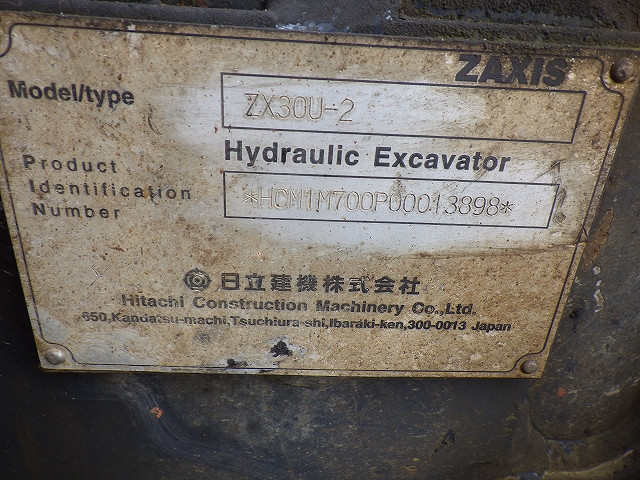 ZAXIS
Model/type
ZX30U-2
Hydraulic Excavator
Product
Identification
Number
*HCM1M700P00013898*
日立建機株式会社
Hitachi Construction Machinery Co.,Ltd.
650,Kandatsu-machi,Tsuchiura-shi,Ibaraki-ken,300-0013 Japan